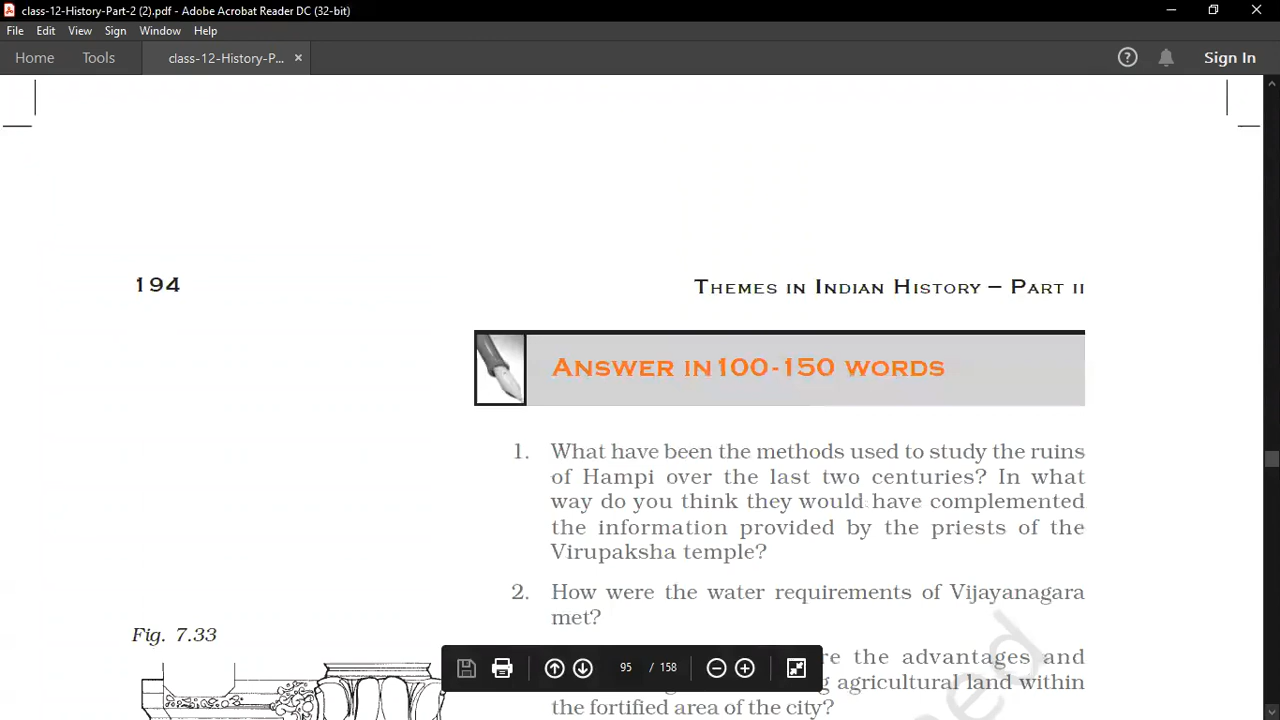 class-12-History-Part-2 (2).pdf - Adobe Acrobat Reader DC (32-bit)
File Edit View Sign Window Help
Home Tools class-12-History-P... × Sign In
194 THEMES IN INDIAN HISTORY – PART II
ANSWER IN 100-150 WORDS
1. What have been the methods used to study the ruins
of Hampi over the last two centuries? In what
way do you think they would have complemented
the information provided by the priests of the
Virupaksha temple?
2. How were the water requirements of Vijayanagara
met?
Fig. 7.33
the advantages and
agricultural land within
the fortified area of the city?
95 / 158